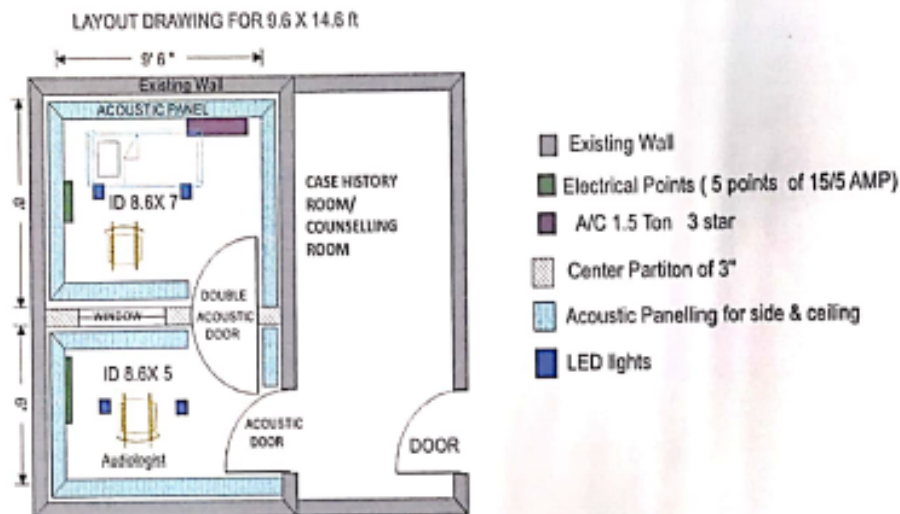 LAYOUT DRAWING FOR 9.6 X 14.6 ft
9'6"
Existing Wall
ACOUSTIC PANEL
8'
ID 8.6X 7
CASE HISTORY
ROOM/
COUNSELLING
ROOM
DOUBLE
ACOUSTIC
DOOR
WINDOW
6'
ID 8.6X 5
Audiologist
ACOUSTIC
DOOR
DOOR
Existing Wall
Electrical Points ( 5 points of 15/5 AMP)
A/C 1.5 Ton 3 star
Center Partiton of 3"
Acoustic Panelling for side & ceiling
LED lights